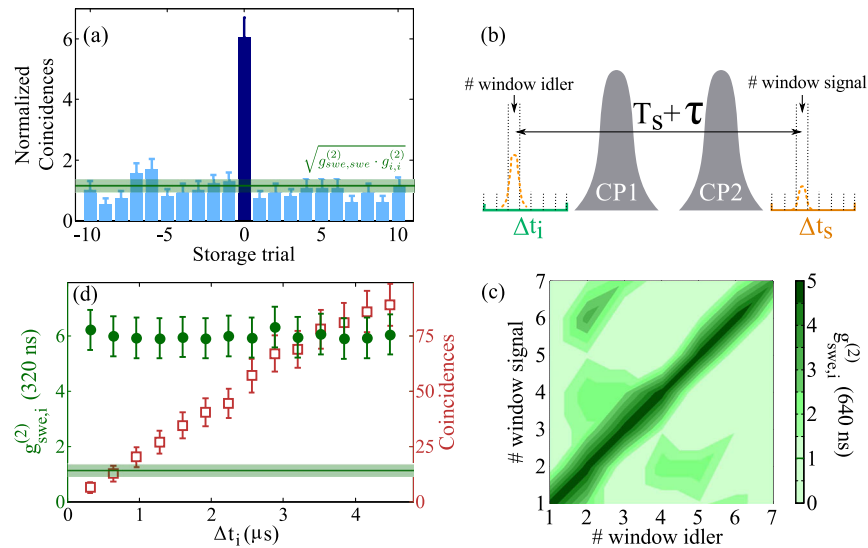 (a)
Normalized
Coincidences
6
4
2
0
√g(2)swe,swe · g(2)i,i
-10 -5 0 5 10
Storage trial
(b)
# window idler
# window signal
Ts+ τ
CP1
CP2
Δti
Δts
(d)
g(2)swe,i (320 ns)
8
6
4
2
0
Coincidences
75
50
25
0
0 1 2 3 4
Δti(μs)
(c)
# window signal
7
6
5
4
3
2
1
1 2 3 4 5 6 7
# window idler
5
4
3
2
1
0
g(2)swe,i (640 ns)